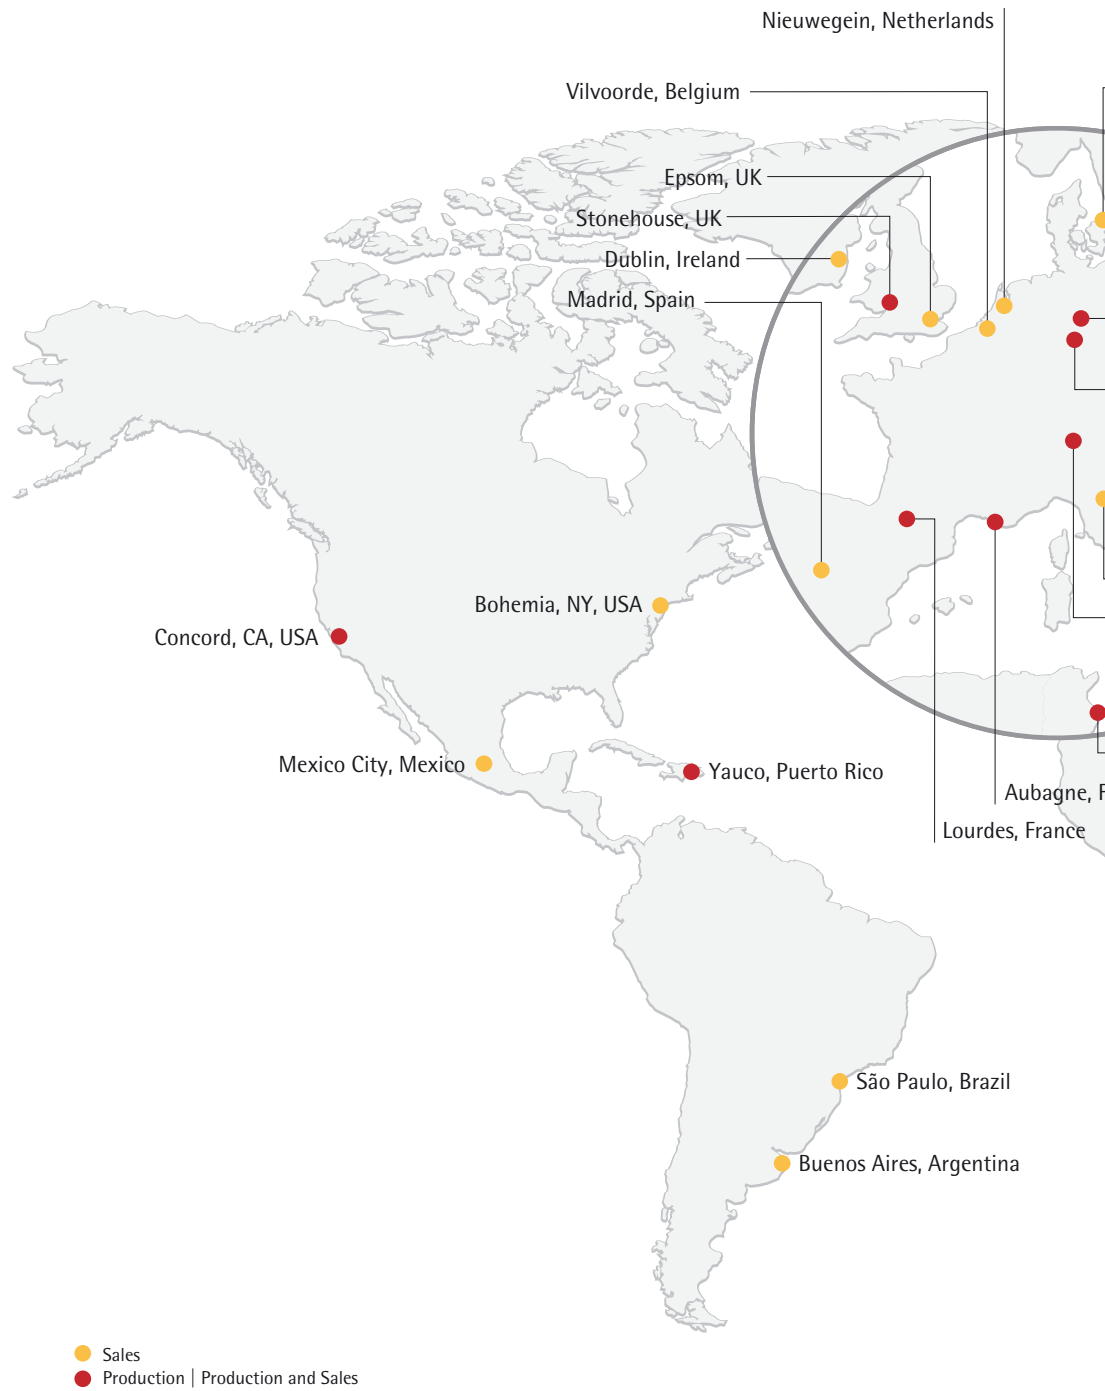 Nieuwegein, Netherlands
Vilvoorde, Belgium
Epsom, UK
Stonehouse, UK
Dublin, Ireland
Madrid, Spain
Bohemia, NY, USA
Concord, CA, USA
Mexico City, Mexico
Yauco, Puerto Rico
Aubagne, F
Lourdes, France
São Paulo, Brazil
Buenos Aires, Argentina
Sales
Production | Production and Sales